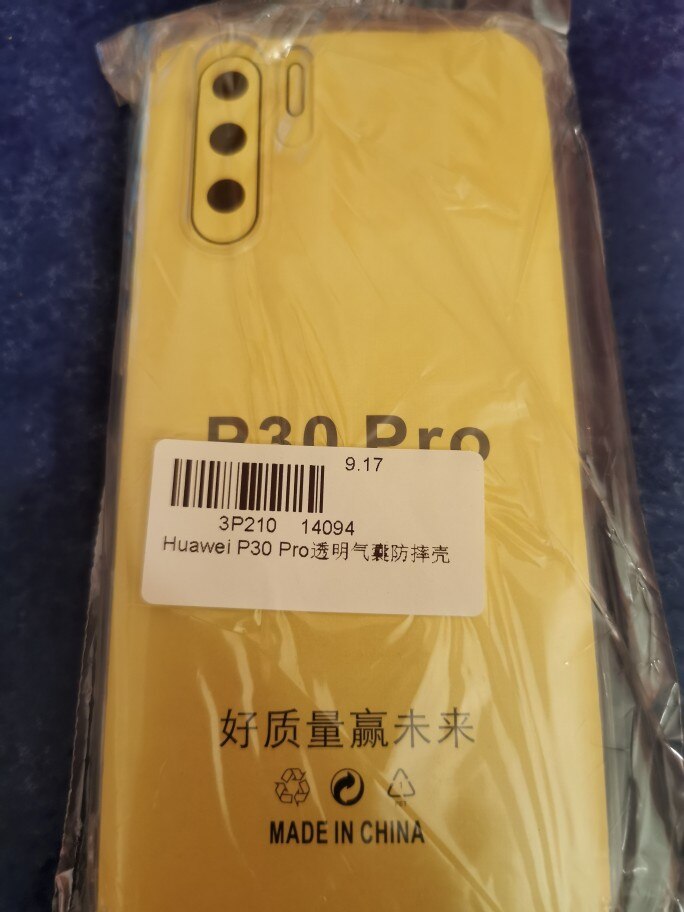 P30 Pro
9.17
3P210 14094
Huawei P30 Pro透明气囊防摔壳
好质量赢未来
MADE IN CHINA